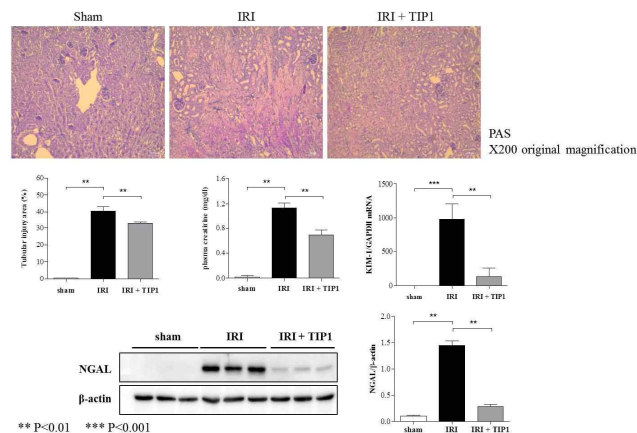 Sham IRI IRI + TIP1
PAS
X200 original magnification
Tubular injury area (%)
60
50
40
30
20
10
0
** **
sham IRI IRI + TIP1
plasma creatirine (mg/dl)
1.6
1.2
0.8
0.4
0.0
** **
sham IRI IRI + TIP1
KIM-1/GAPDH mRNA
1500
1000
500
0
*** **
sham IRI IRI + TIP1
sham IRI IRI + TIP1
NGAL
β-actin
NGAL/β-actin
2.0
1.5
1.0
0.5
0.0
** **
sham IRI IRI + TIP1
** P<0.01 *** P<0.001